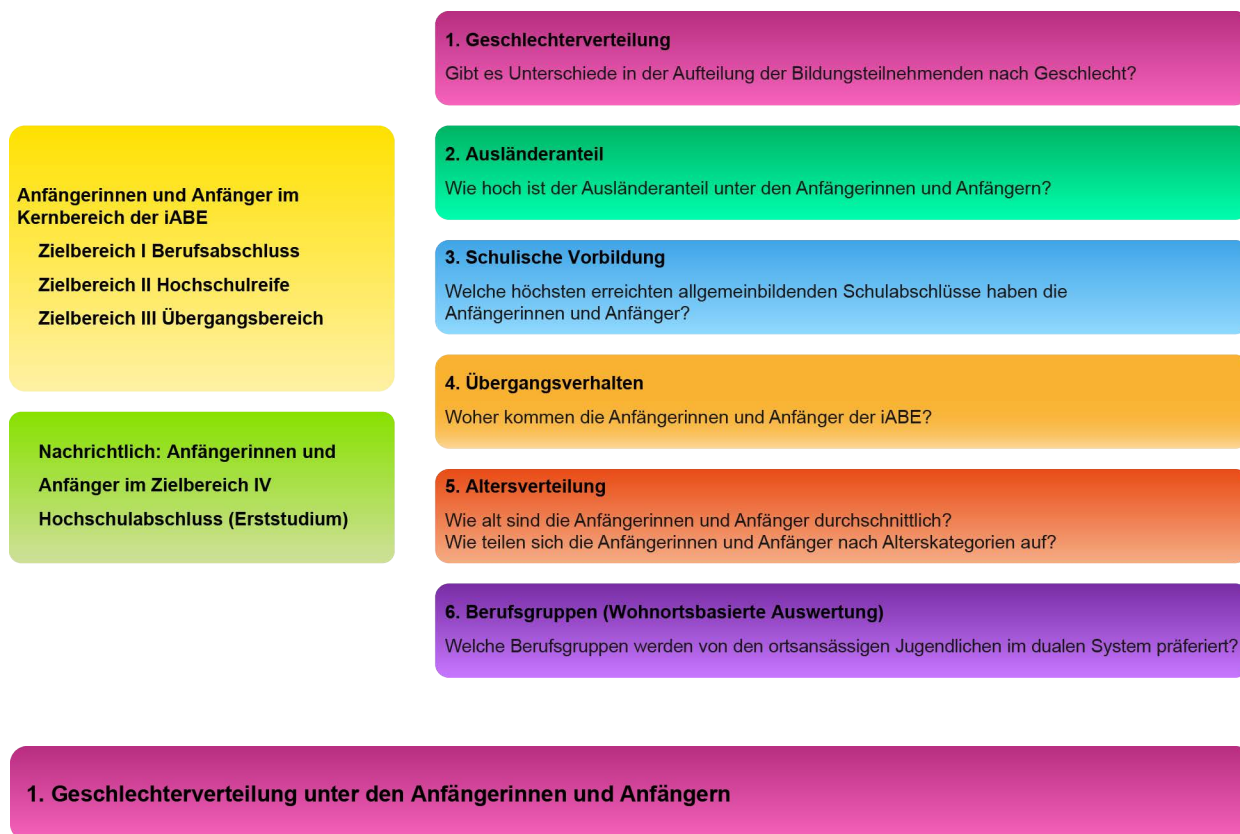 1. Geschlechterverteilung
Gibt es Unterschiede in der Aufteilung der Bildungsteilnehmenden nach Geschlecht?
2. Ausländeranteil
Wie hoch ist der Ausländeranteil unter den Anfängerinnen und Anfängern?
Anfängerinnen und Anfänger im
Kernbereich der iABE
Zielbereich I Berufsabschluss
Zielbereich II Hochschulreife
Zielbereich III Übergangsbereich
3. Schulische Vorbildung
Welche höchsten erreichten allgemeinbildenden Schulabschlüsse haben die
Anfängerinnen und Anfänger?
4. Übergangsverhalten
Woher kommen die Anfängerinnen und Anfänger der iABE?
Nachrichtlich: Anfängerinnen und
Anfänger im Zielbereich IV
Hochschulabschluss (Erststudium)
5. Altersverteilung
Wie alt sind die Anfängerinnen und Anfänger durchschnittlich?
Wie teilen sich die Anfängerinnen und Anfänger nach Alterskategorien auf?
6. Berufsgruppen (Wohnortsbasierte Auswertung)
Welche Berufsgruppen werden von den ortsansässigen Jugendlichen im dualen System präferiert?
1. Geschlechterverteilung unter den Anfängerinnen und Anfängern